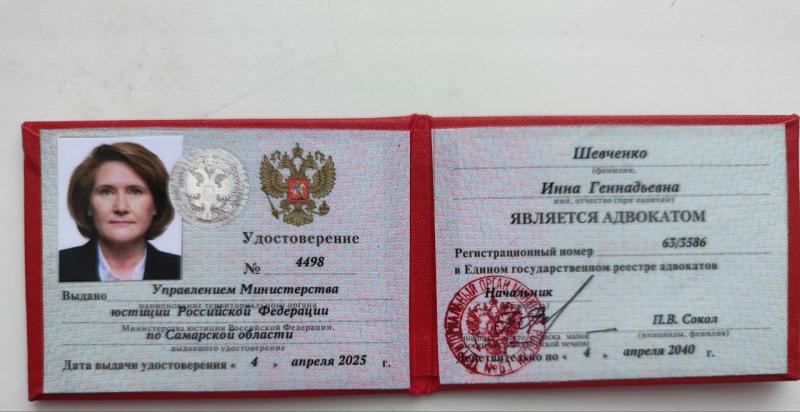 Удостоверение
№ 4498
Выдано Управлением Министерства
наименование территориального органа
юстиции Российской Федерации
Министерства юстиции Российской Федерации,
по Самарской области
выдавшего удостоверение
Дата выдачи удостоверения « 4 » апреля 2025 г.
Шевченко
(фамилия,
Инна Геннадьевна
имя, отчество (при наличии)
ЯВЛЯЕТСЯ АДВОКАТОМ
Регистрационный номер 63/3586
в Едином государственном реестре адвокатов
Начальник
П.В. Сокол
(инициалы, фамилия)
Действительно по « 4 » апреля 2040 г.